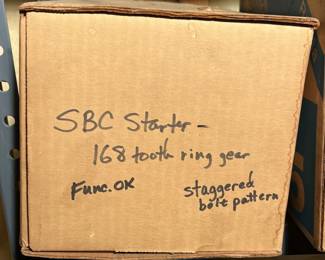 SBC Starter -
168 tooth ring gear
Func. OK
staggered
bolt pattern